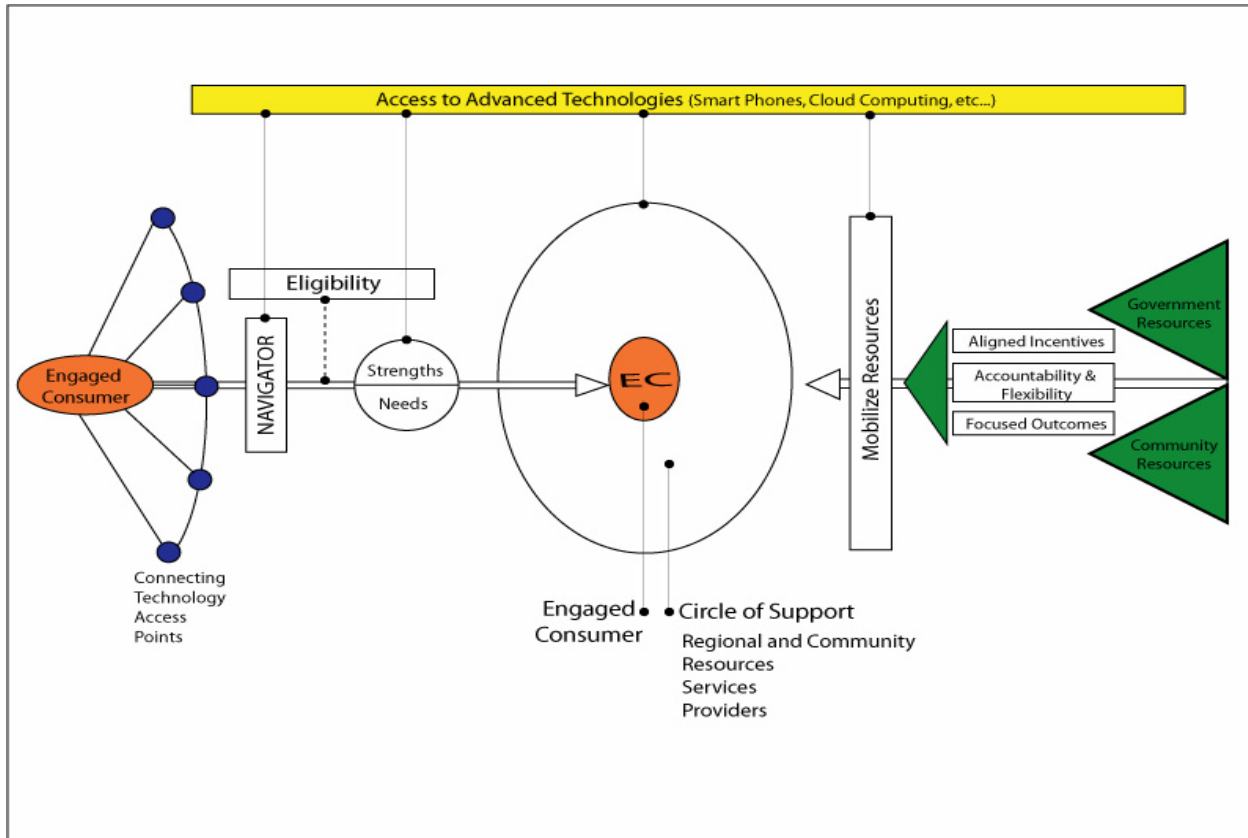 Access to Advanced Technologies (Smart Phones, Cloud Computing, etc...)
Eligibility
Engaged
Consumer
NAVIGATOR
Strengths
Needs
EC
Mobilize Resources
Aligned Incentives
Accountability &
Flexibility
Focused Outcomes
Government
Resources
Community
Resources
Connecting
Technology
Access
Points
Engaged
Consumer
Circle of Support
Regional and Community
Resources
Services
Providers